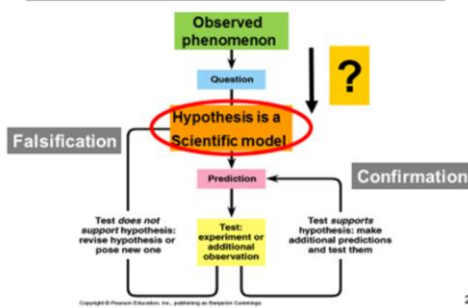 Observed
phenomenon
Question
?
Hypothesis is a
Scientific model
Falsification
Prediction
Confirmation
Test does not
support hypothesis:
revise hypothesis or
pose new one
Test:
experiment or
additional
observation
Test supports
hypothesis: make
additional predictions
and test them
Copyright © Pearson Education, Inc., publishing as Benjamin Cummings.